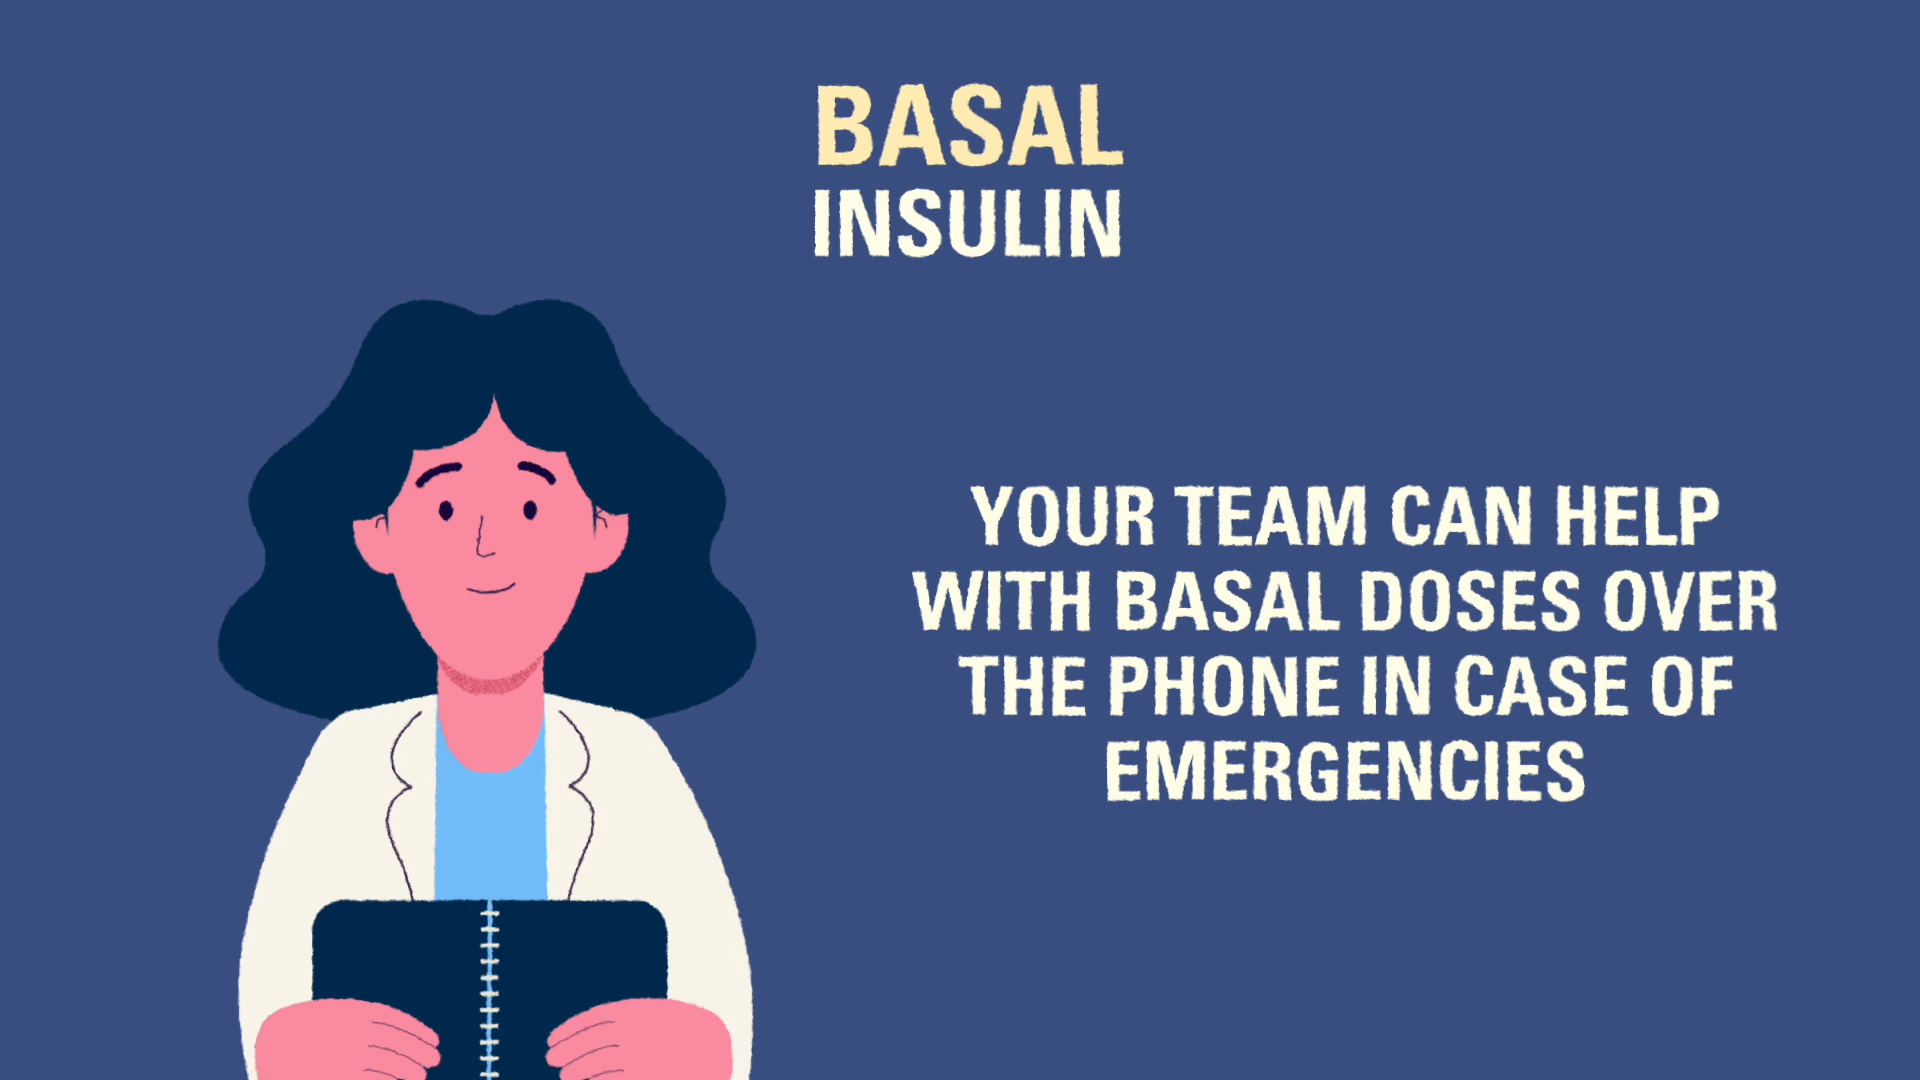 BASAL
INSULIN
YOUR TEAM CAN HELP
WITH BASAL DOSES OVER
THE PHONE IN CASE OF
EMERGENCIES